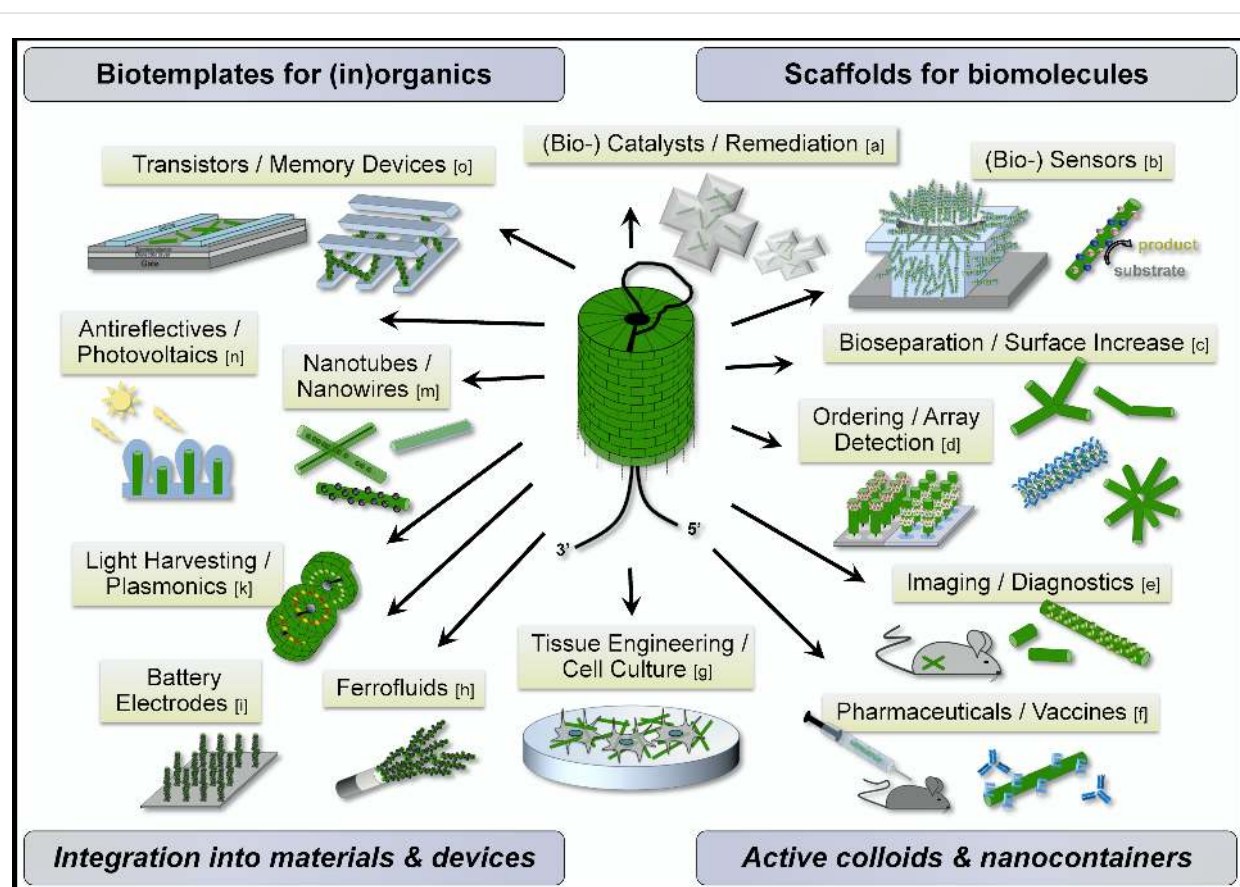 Biotemplates for (in)organics
Scaffolds for biomolecules
(Bio-) Catalysts / Remediation [a]
Transistors / Memory Devices [o]
(Bio-) Sensors [b]
Gate
product
substrate
Antireflectives /
Photovoltaics [n]
Nanotubes /
Nanowires [m]
Bioseparation / Surface Increase [c]
Ordering / Array
Detection [d]
3’
5’
Light Harvesting /
Plasmonics [k]
Imaging / Diagnostics [e]
Tissue Engineering /
Cell Culture [g]
Battery
Electrodes [i]
Ferrofluids [h]
Pharmaceuticals / Vaccines [f]
Integration into materials & devices
Active colloids & nanocontainers